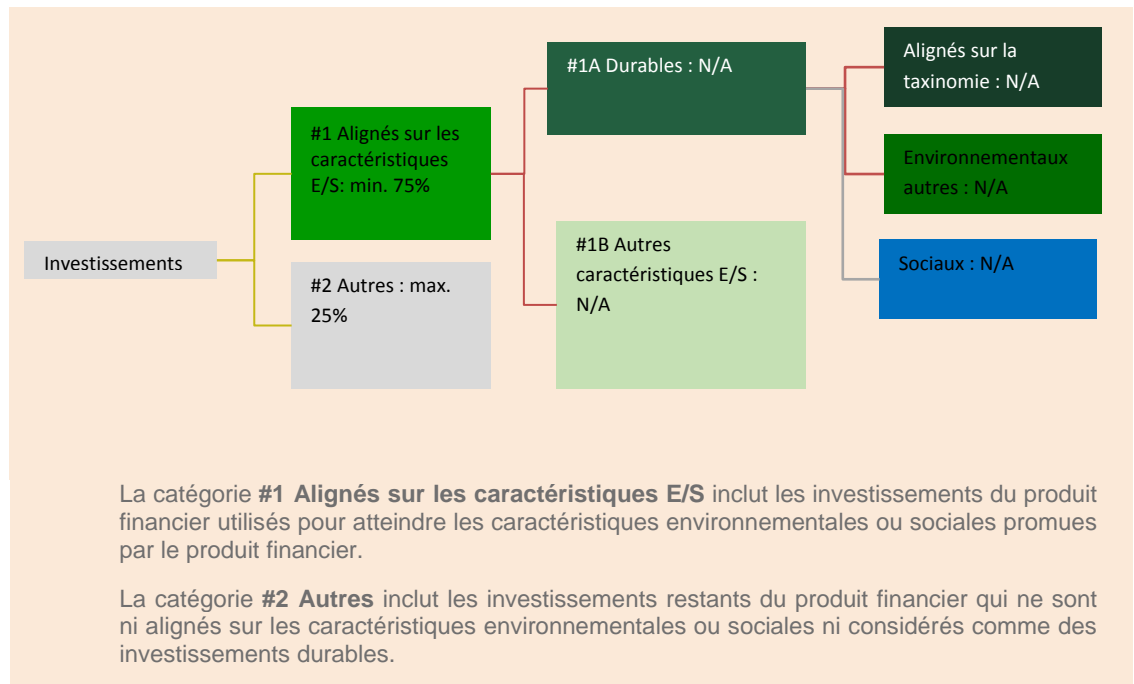 Investissements
#1 Alignés sur les
caractéristiques
E/S: min. 75%
#2 Autres : max.
25%
#1A Durables : N/A
#1B Autres
caractéristiques E/S :
N/A
Alignés sur la
taxinomie : N/A
Environnementaux
autres : N/A
Sociaux : N/A
La catégorie #1 Alignés sur les caractéristiques E/S inclut les investissements du produit
financier utilisés pour atteindre les caractéristiques environnementales ou sociales promues
par le produit financier.
La catégorie #2 Autres inclut les investissements restants du produit financier qui ne sont
ni alignés sur les caractéristiques environnementales ou sociales ni considérés comme des
investissements durables.